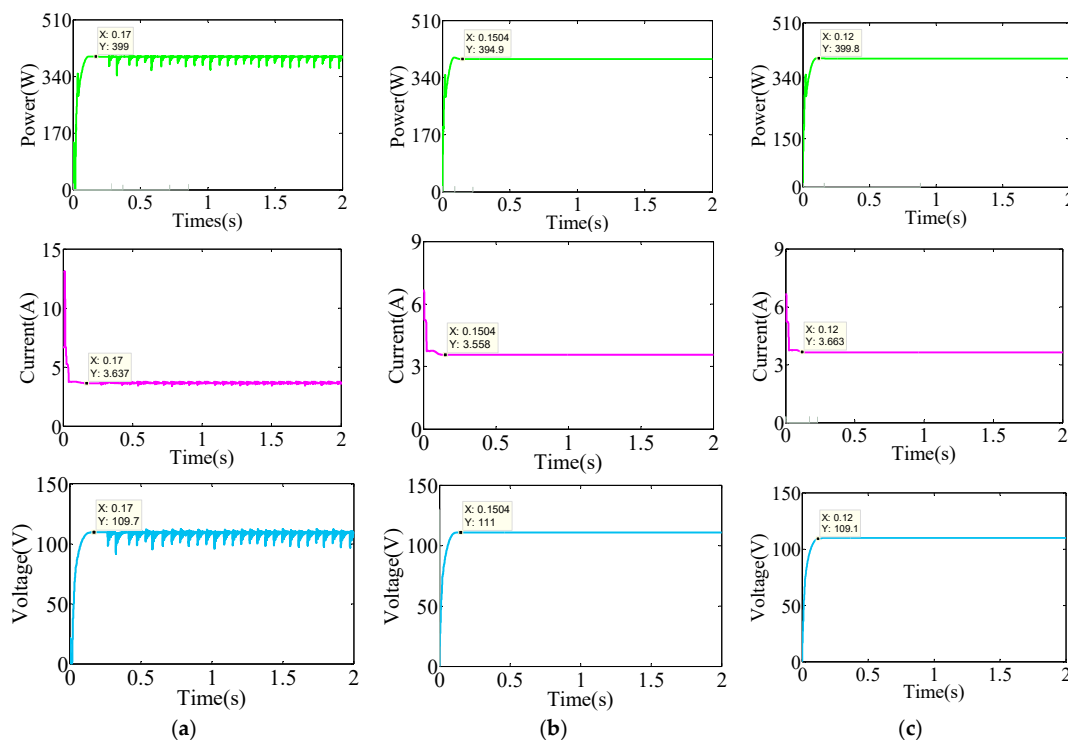 510
340
170
0
Power(W)
X: 0.17
Y: 399
0
0.5
1
1.5
2
Times(s)
510
340
170
0
Power(W)
X: 0.1504
Y: 394.9
0
0.5
1
1.5
2
Time(s)
510
340
150
0
Power(W)
X: 0.12
Y: 399.8
0
0.5
1
1.5
2
Time(s)
15
10
5
0
Current(A)
X: 0.17
Y: 3.637
0
0.5
1
1.5
2
Time(s)
9
6
3
0
Current(A)
X: 0.1504
Y: 3.558
0
0.5
1
1.5
2
Time(s)
9
6
3
0
Current(A)
X: 0.12
Y: 3.663
0
0.5
1
1.5
2
Time(s)
150
100
50
0
Voltage(V)
X: 0.17
Y: 109.7
0
0.5
1
1.5
2
Time(s)
150
100
50
0
Voltage(V)
X: 0.1504
Y: 111
0
0.5
1
1.5
2
Time(s)
150
100
50
0
Voltage(V)
X: 0.12
Y: 109.1
0
0.5
1
1.5
2
Time(s)
(a)
(b)
(c)